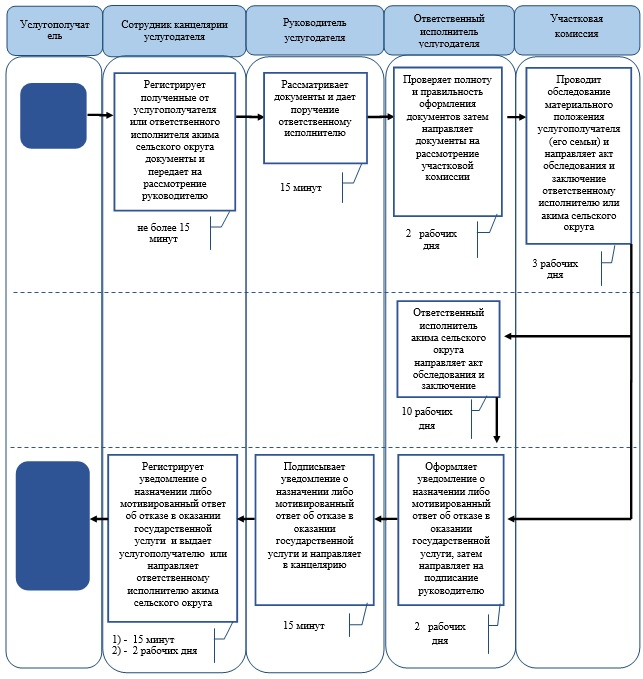 Услугополучат
ель
Сотрудник канцелярии
услугодателя
Руководитель
услугодателя
Ответственный
исполнитель
услугодателя
Участковая
комиссия
Регистрирует
полученные от
услугополучателя
или ответственного
исполнителя акима
сельского округа
документы и
передает на
рассмотрение
руководителю
не более 15
минут
Рассматривает
документы и дает
поручение
ответственному
исполнителю
15 минут
Проверяет полноту
и правильность
оформления
документов затем
направляет
документы на
рассмотрение
участковой
комиссии
2 рабочих
дня
Проводит
обследование
материального
положения
услугополучателя
(его семьи) и
направляет акт
обследования и
заключение
ответственному
исполнителю или
акима сельского
округа
3 рабочих
дня
Ответственный
исполнитель
акима сельского
округа
направляет акт
обследования и
заключение
10 рабочих
дня
Регистрирует
уведомление о
назначении либо
мотивированный ответ
об отказе в оказании
государственной
услуги и выдает
услугополучателю или
направляет
ответственному
исполнителю акима
сельского округа
1) - 15 минут
2) - 2 рабочих дня
Подписывает
уведомление о
назначении либо
мотивированный
ответ об отказе в
оказании
государственной
услуги и направляет
в канцелярию
15 минут
Оформляет
уведомление о
назначении либо
мотивированный
ответ об отказе в
оказании
государственной
услуги, затем
направляет на
подписание
руководителю
2 рабочих
дня